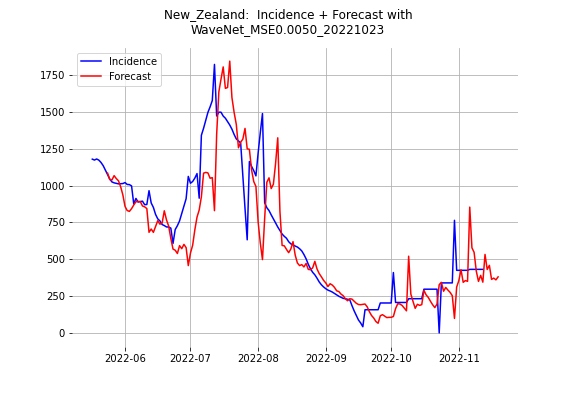 New_Zealand:  Incidence + Forecast with
WaveNet_MSE0.0050_20221023
Incidence
Forecast
1750
1500
1250
1000
750
500
250
0
2022-06 2022-07 2022-08 2022-09 2022-10 2022-11